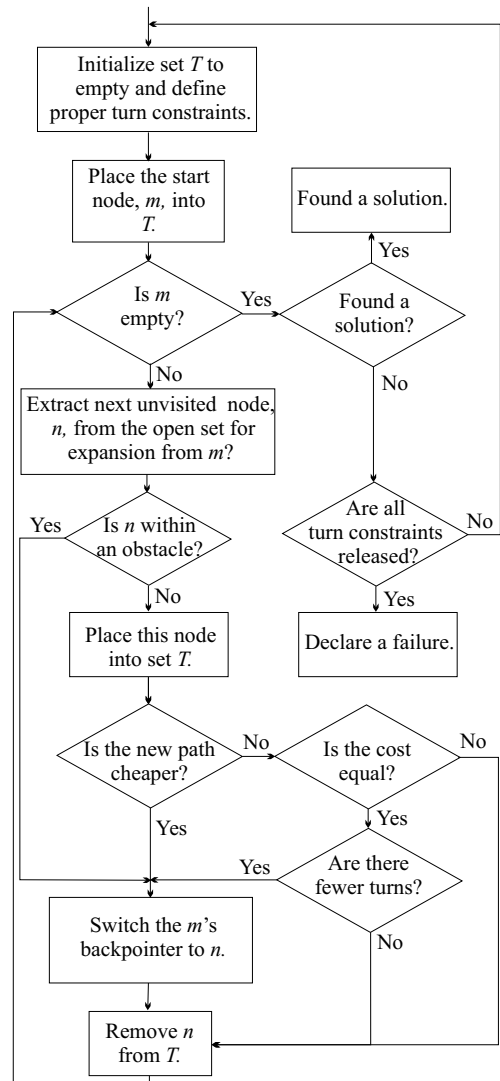 Initialize set T to
empty and define
proper turn constraints.
Place the start
node, m, into
T.
Found a solution.
Yes
Is m
empty?
Yes
Found a
solution?
No
No
Extract next unvisited node,
n, from the open set for
expansion from m?
Are all
turn constraints
released?
No
Yes
Yes
Is n within
an obstacle?
No
Place this node
into set T.
Declare a failure.
Is the new path
cheaper?
No
Is the cost
equal?
No
Yes
Yes
Are there
fewer turns?
Yes
No
Switch the m's
backpointer to n.
Remove n
from T.